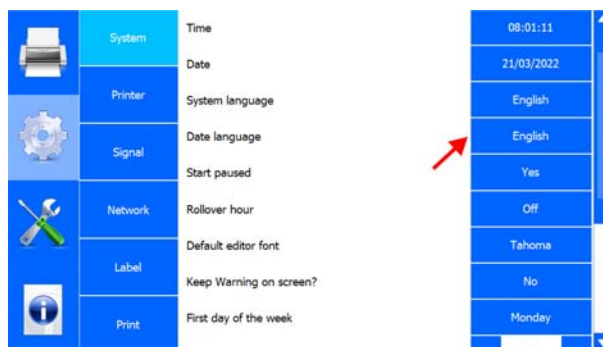 System
Printer
Signal
Network
Label
Print
Time 08:01:11
Date 21/03/2022
System language English
Date language English
Start paused Yes
Rollover hour Off
Default editor font Tahoma
Keep Warning on screen? No
First day of the week Monday